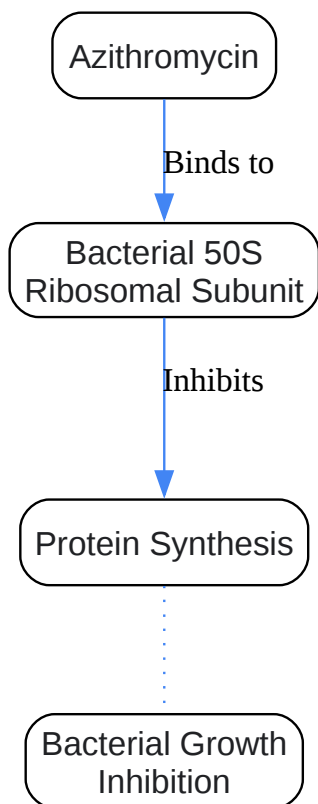 Azithromycin
Binds to
Bacterial 50S
Ribosomal Subunit
Inhibits
Protein Synthesis
Bacterial Growth
Inhibition